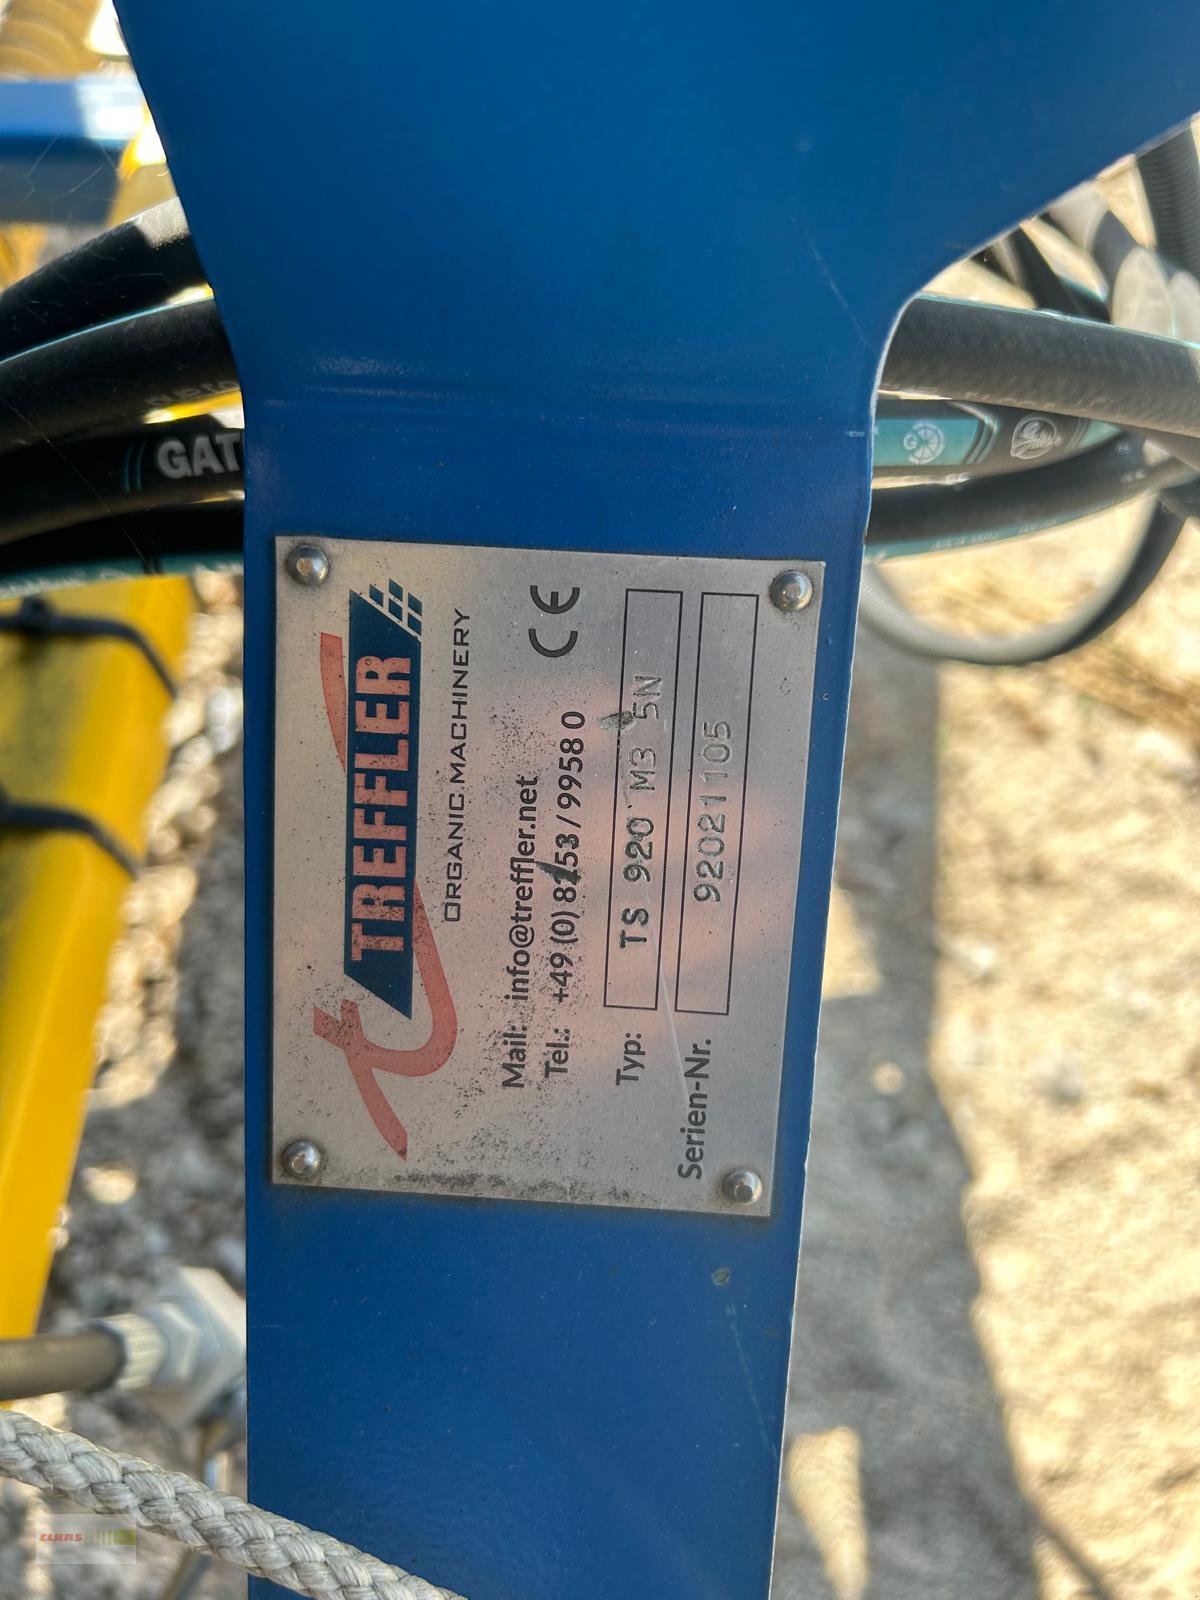 TREFFLER
ORGANIC.MACHINERY
Mail: info@treffler.net
Tel.: +49 (0) 8253 / 99580
CE
Typ: TS 920 M3 5N
Serien-Nr. 92021105
GAT
CLAAS